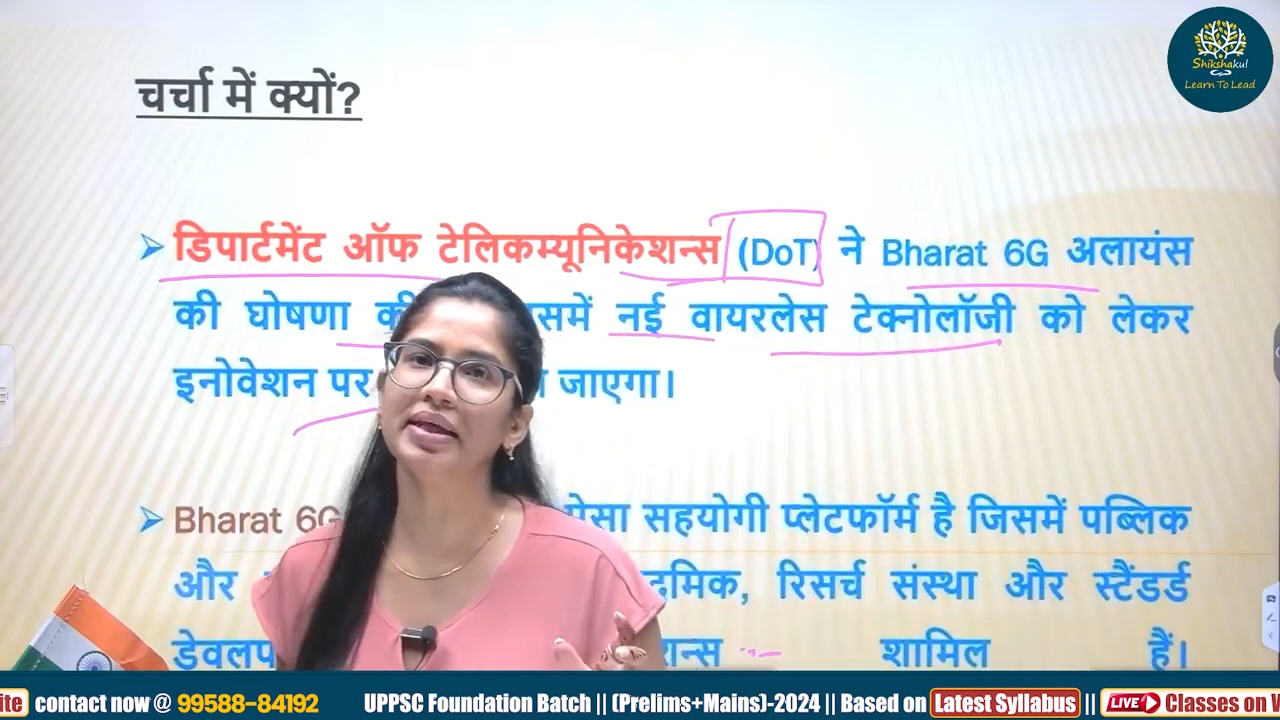 चर्चा में क्यों?
Shikshakul
Learn To Lead
डिपार्टमेंट ऑफ टेलिकम्यूनिकेशन्स (DoT) ने Bharat 6G अलायंस
की घोषणा नई वायरलेस टेक्नोलॉजी को लेकर
इनोवेशन पर जाएगा।
Bharat 6G सहयोगी प्लेटफॉर्म है जिसमें पब्लिक
और रिसर्च संस्था और स्टैंडर्ड
शामिल हैं।
contact now @ 99588-84192 UPPSC Foundation Batch || (Prelims+Mains)-2024 || Based on Latest Syllabus || LIVE Classes on